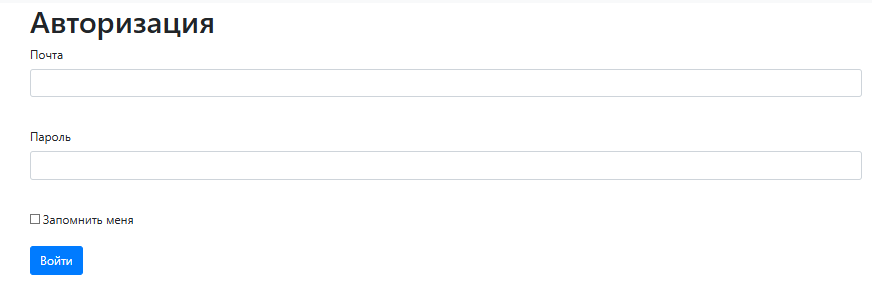 Авторизация
Почта
Пароль
Запомнить меня
Войти